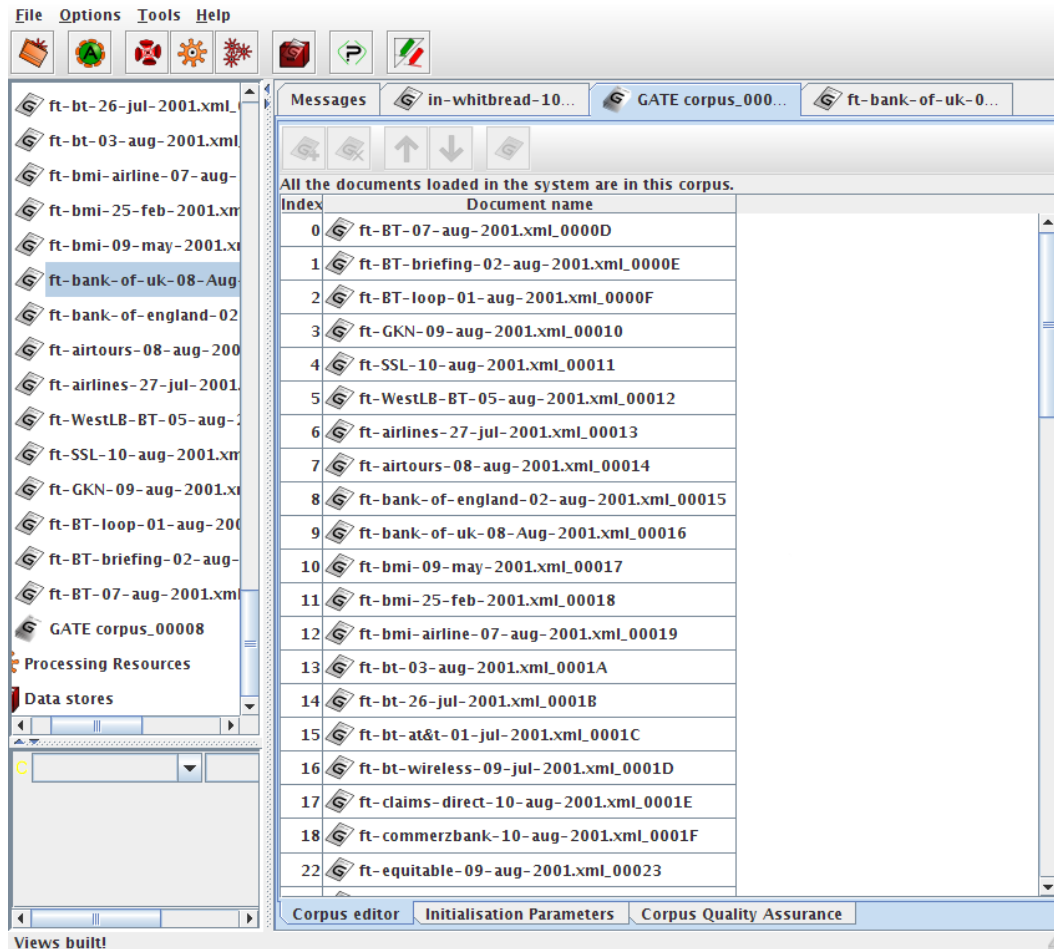 File Options Tools Help
ft-bt-26-jul-2001.xml_
ft-bt-03-aug-2001.xml
ft-bmi-airline-07-aug-
ft-bmi-25-feb-2001.xm
ft-bmi-09-may-2001.x
ft-bank-of-uk-08-Aug
ft-bank-of-england-02
ft-airtours-08-aug-200
ft-airlines-27-jul-2001.
ft-WestLB-BT-05-aug-
ft-SSL-10-aug-2001.xm
ft-GKN-09-aug-2001.x
ft-BT-loop-01-aug-200
ft-BT-briefing-02-aug-
ft-BT-07-aug-2001.xml
GATE corpus_00008
Processing Resources
Data stores
C
Messages in-whitbread-10... GATE corpus_000... ft-bank-of-uk-0...
All the documents loaded in the system are in this corpus.
Index Document name
0 ft-BT-07-aug-2001.xml_0000D
1 ft-BT-briefing-02-aug-2001.xml_0000E
2 ft-BT-loop-01-aug-2001.xml_0000F
3 ft-GKN-09-aug-2001.xml_00010
4 ft-SSL-10-aug-2001.xml_00011
5 ft-WestLB-BT-05-aug-2001.xml_00012
6 ft-airlines-27-jul-2001.xml_00013
7 ft-airtours-08-aug-2001.xml_00014
8 ft-bank-of-england-02-aug-2001.xml_00015
9 ft-bank-of-uk-08-Aug-2001.xml_00016
10 ft-bmi-09-may-2001.xml_00017
11 ft-bmi-25-feb-2001.xml_00018
12 ft-bmi-airline-07-aug-2001.xml_00019
13 ft-bt-03-aug-2001.xml_0001A
14 ft-bt-26-jul-2001.xml_0001B
15 ft-bt-at&t-01-jul-2001.xml_0001C
16 ft-bt-wireless-09-jul-2001.xml_0001D
17 ft-claims-direct-10-aug-2001.xml_0001E
18 ft-commerzbank-10-aug-2001.xml_0001F
22 ft-equitable-09-aug-2001.xml_00023
Corpus editor Initialisation Parameters Corpus Quality Assurance
Views built!